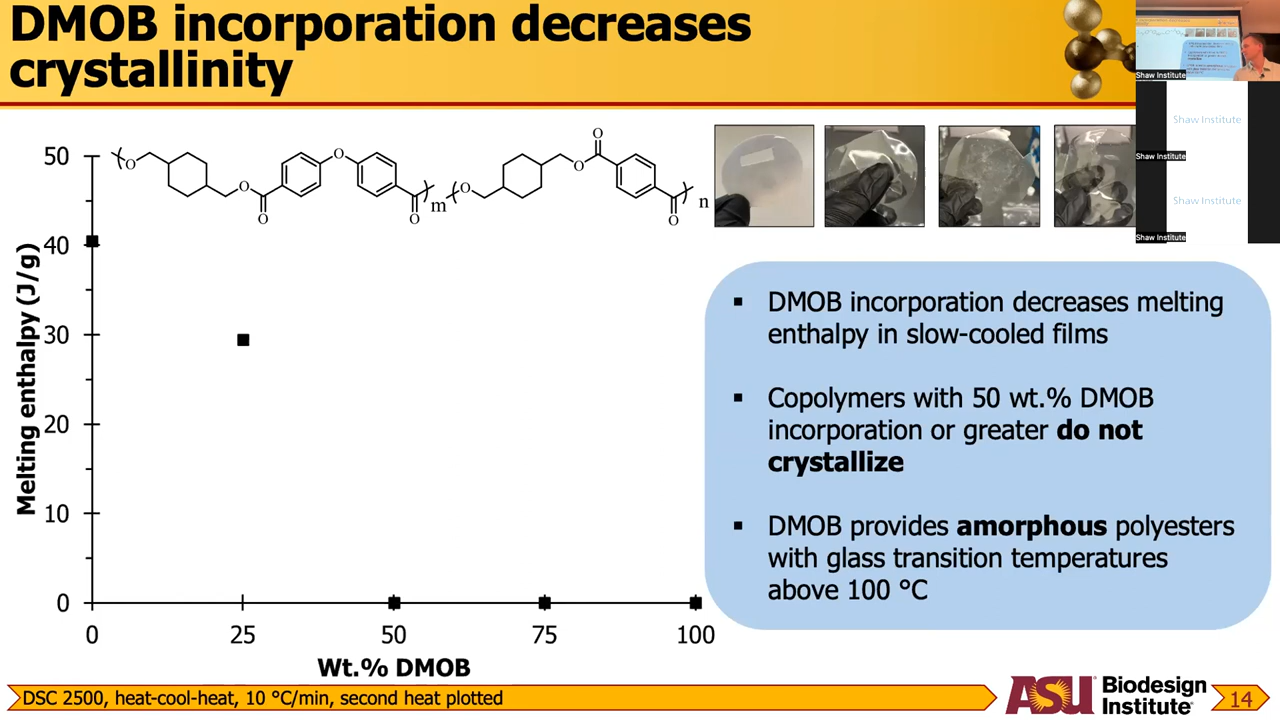 DMOB incorporation decreases
crystallinity
Shaw Institute
Shaw Institute
Shaw Institute
Shaw Institute
Shaw Institute
O
O
O
O
O
m
O
O
O
O
n
50
40
30
20
10
0
Melting enthalpy (J/g)
0 25 50 75 100
Wt.% DMOB
▪ DMOB incorporation decreases melting
enthalpy in slow-cooled films
▪ Copolymers with 50 wt.% DMOB
incorporation or greater do not
crystallize
▪ DMOB provides amorphous polyesters
with glass transition temperatures
above 100 °C
DSC 2500, heat-cool-heat, 10 °C/min, second heat plotted
ASU Biodesign
Institute
14